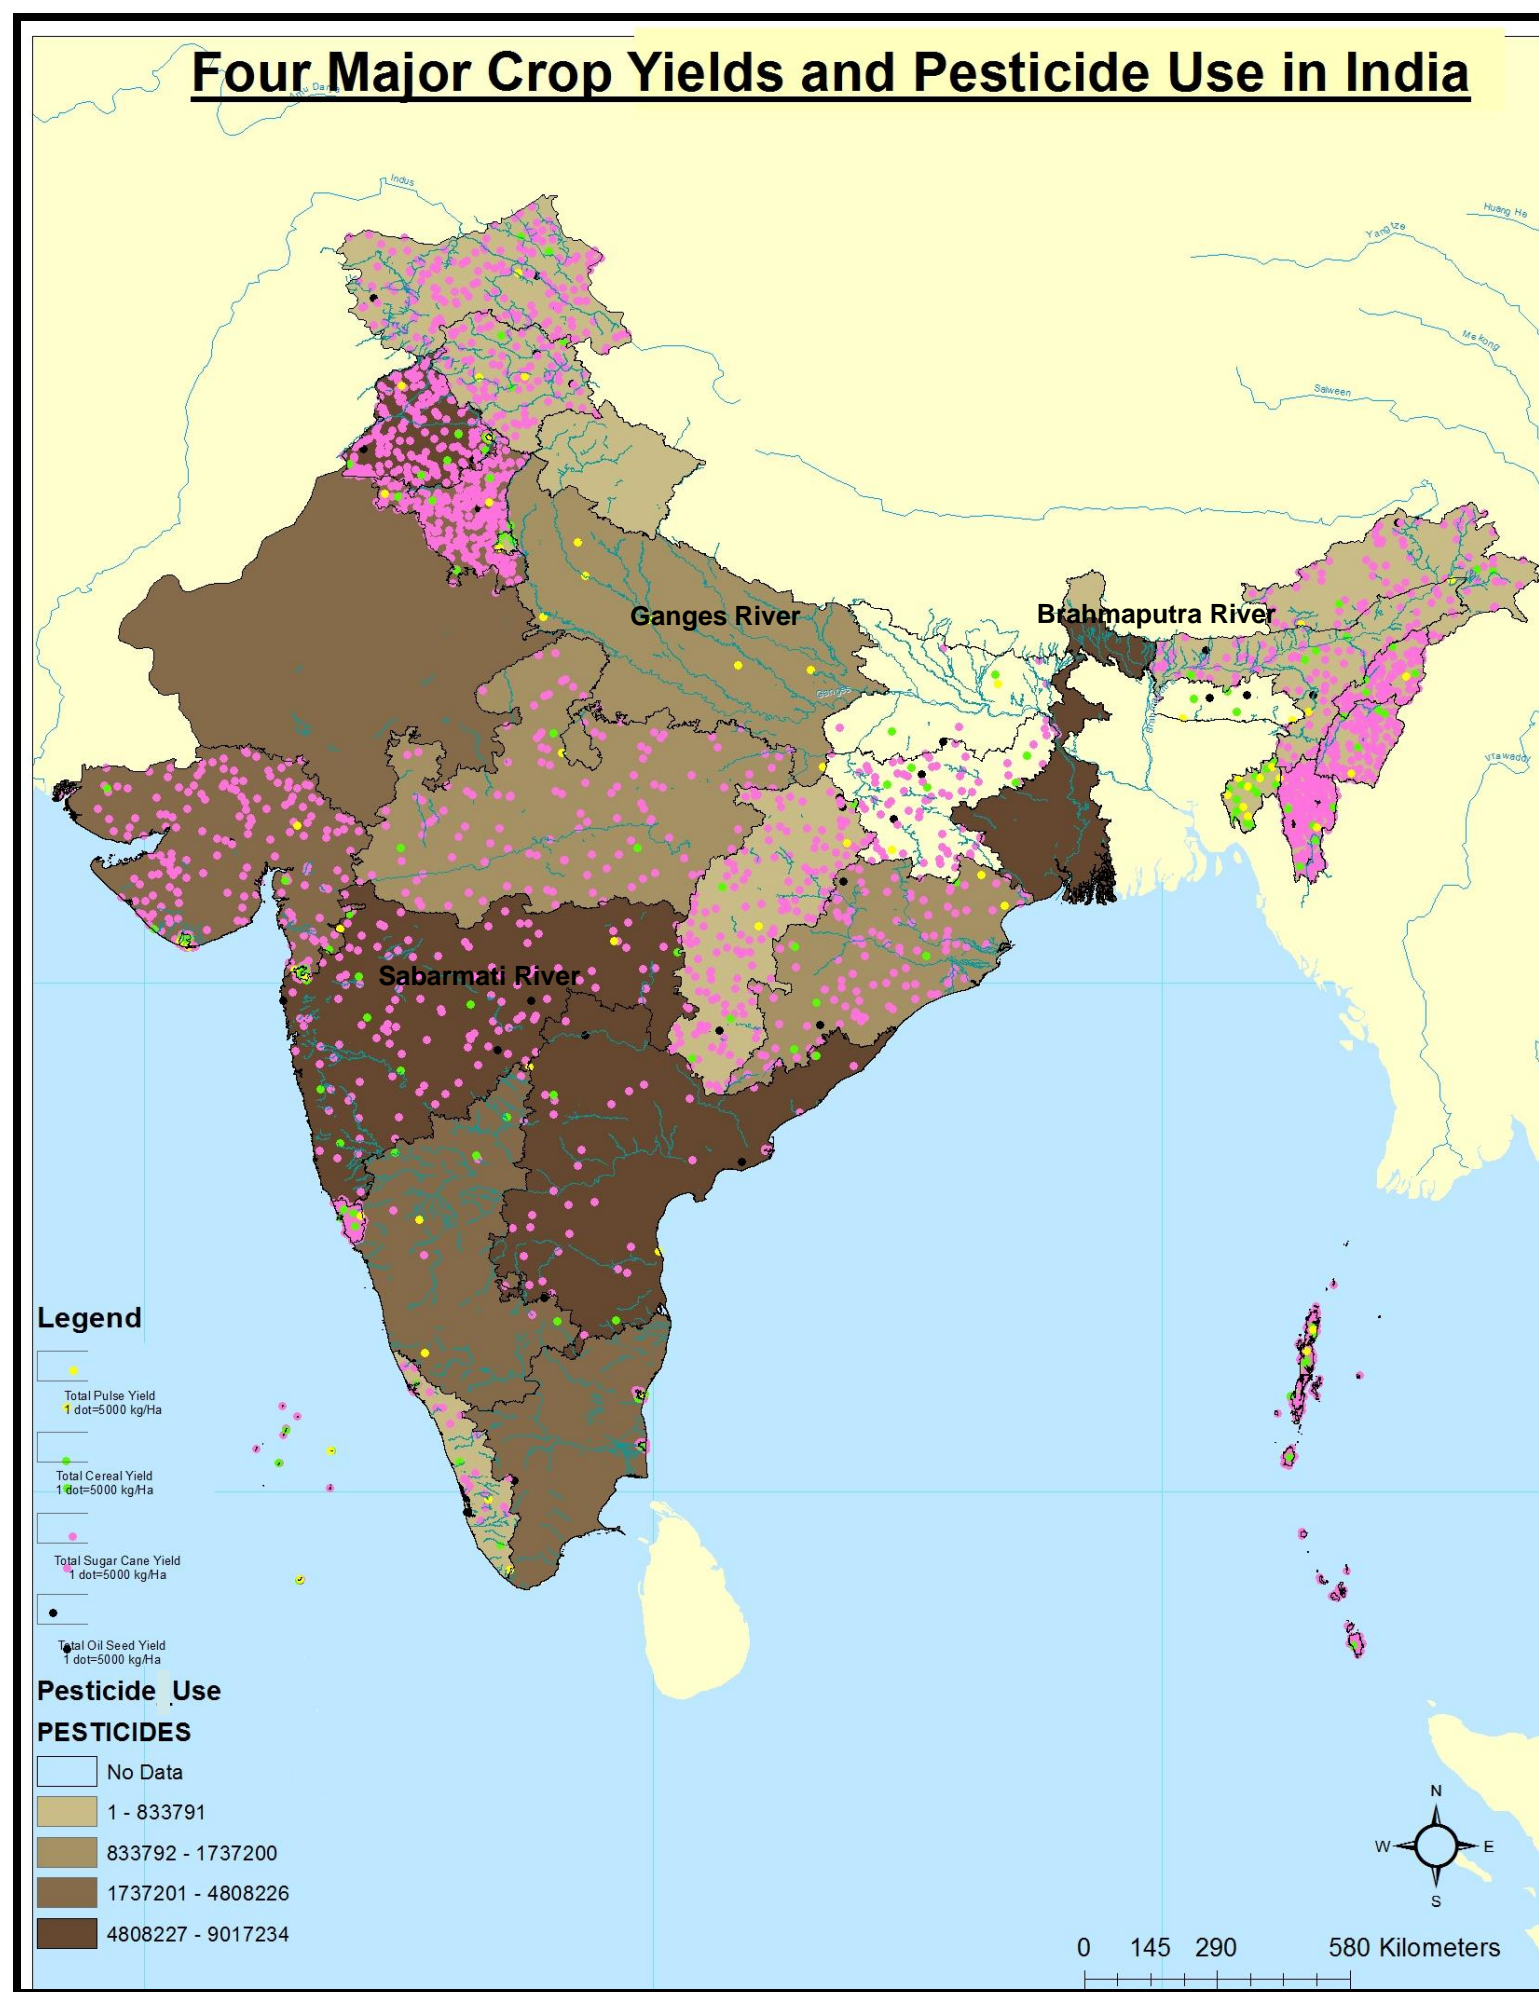 Four Major Crop Yields and Pesticide Use in India
Amu Darya
Indus
Huang He
Yangtze
Mekong
Salween
Ganges River
Brahmaputra River
Ganges
Irrawaddy
Sabarmati River
Legend
Total Pulse Yield
1 dot=5000 kg/Ha
Total Cereal Yield
1 dot=5000 kg/Ha
Total Sugar Cane Yield
1 dot=5000 kg/Ha
Total Oil Seed Yield
1 dot=5000 kg/Ha
Pesticide Use
PESTICIDES
No Data
1 - 833791
833792 - 1737200
1737201 - 4808226
4808227 - 9017234
N
W E
S
0 145 290 580 Kilometers